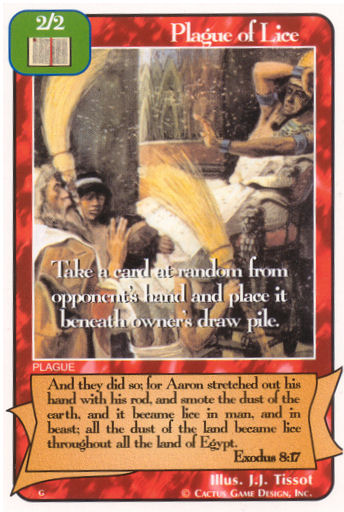 2/2
Plague of Lice
Take a card at random from
opponent's hand and place it
beneath owner's draw pile.
PLAGUE
And they did so; for Aaron stretched out his
hand with his rod, and smote the dust of the
earth, and it became lice in man, and in
beast; all the dust of the land became lice
throughout all the land of Egypt.
Exodus 8:17
Illus. J.J. Tissot
G
© Cactus Game Design, Inc.